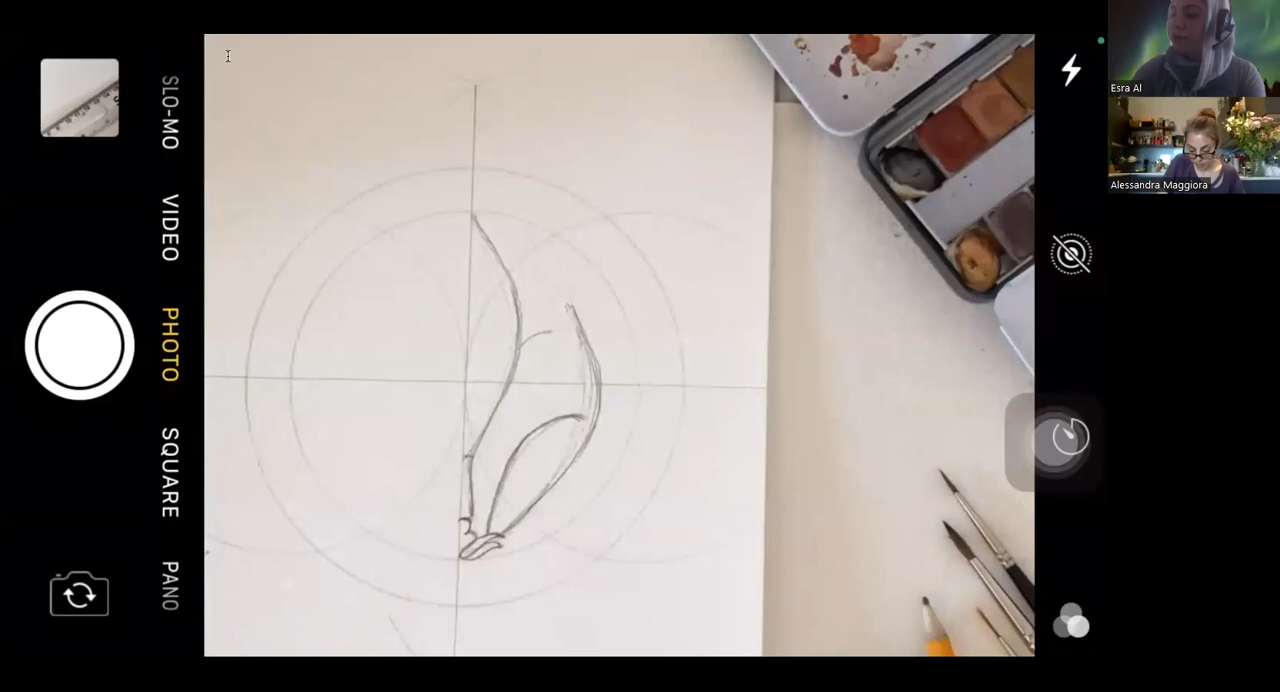 SLO-MO
VIDEO
PHOTO
SQUARE
PANO
Esra Al
Alessandra Maggiora